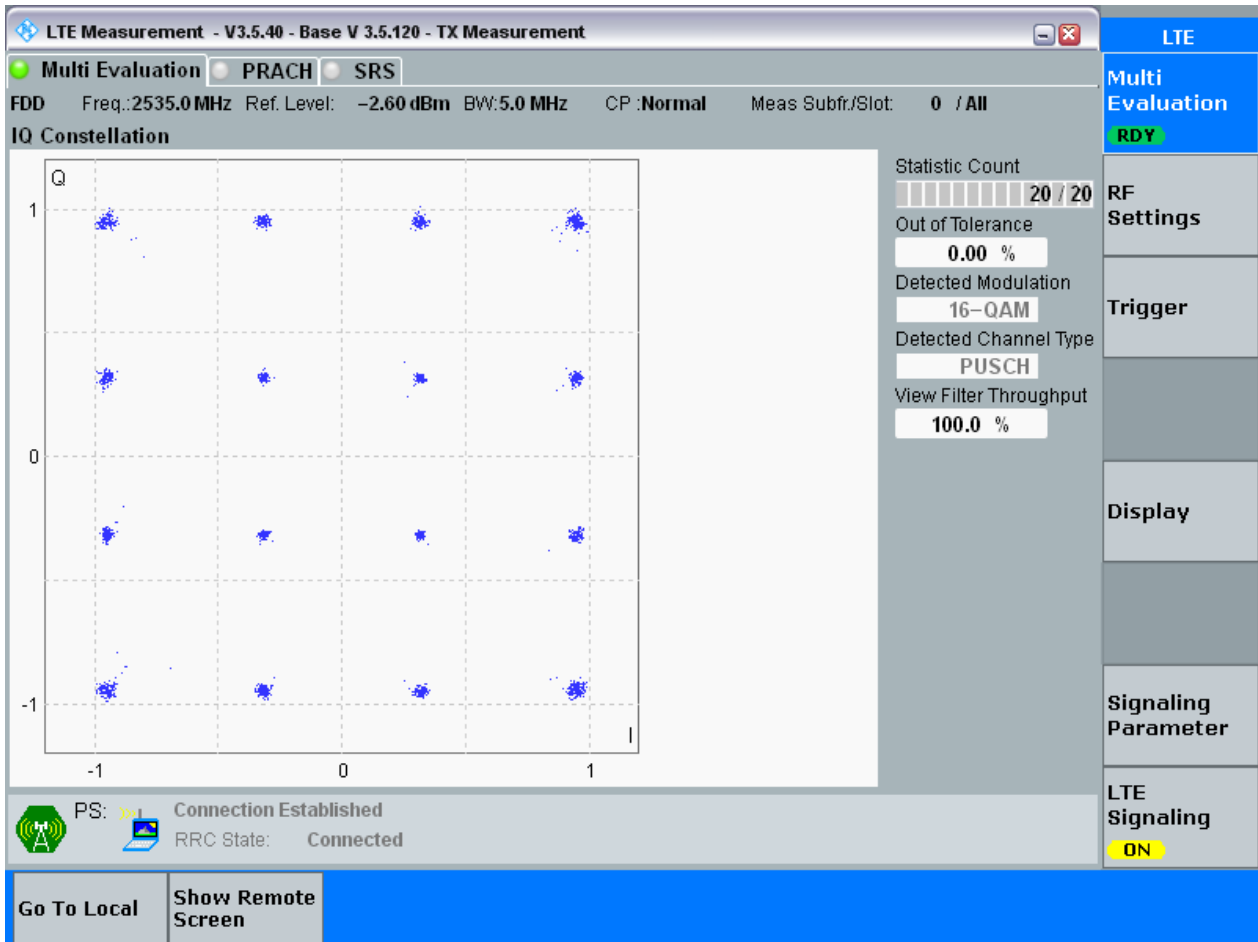 LTE Measurement - V3.5.40 - Base V 3.5.120 - TX Measurement
LTE
Multi Evaluation PRACH SRS
Multi
Evaluation
RDY
FDD Freq.:2535.0 MHz Ref. Level: −2.60 dBm BW:5.0 MHz CP :Normal Meas Subfr./Slot: 0 / All
IQ Constellation
Q
1
0
-1
I
-1 0 1
Statistic Count
20 / 20
Out of Tolerance
0.00 %
Detected Modulation
16−QAM
Detected Channel Type
PUSCH
View Filter Throughput
100.0 %
RF
Settings
Trigger
Display
Signaling
Parameter
LTE
Signaling
ON
PS: Connection Established
RRC State: Connected
Go To Local
Show Remote
Screen